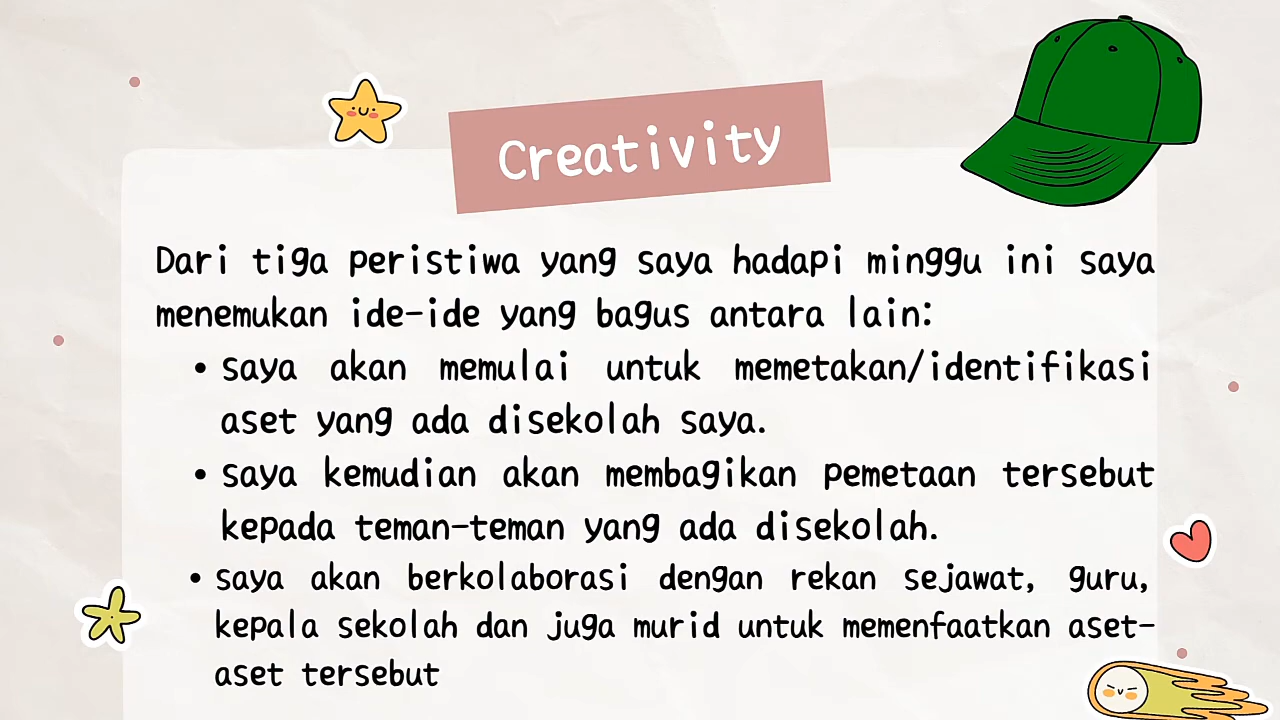 Creativity
Dari tiga peristiwa yang saya hadapi minggu ini saya
menemukan ide-ide yang bagus antara lain:
• saya akan memulai untuk memetakan/identifikasi
aset yang ada disekolah saya.
• saya kemudian akan membagikan pemetaan tersebut
kepada teman-teman yang ada disekolah.
• saya akan berkolaborasi dengan rekan sejawat, guru,
kepala sekolah dan juga murid untuk memenfaatkan aset-
aset tersebut